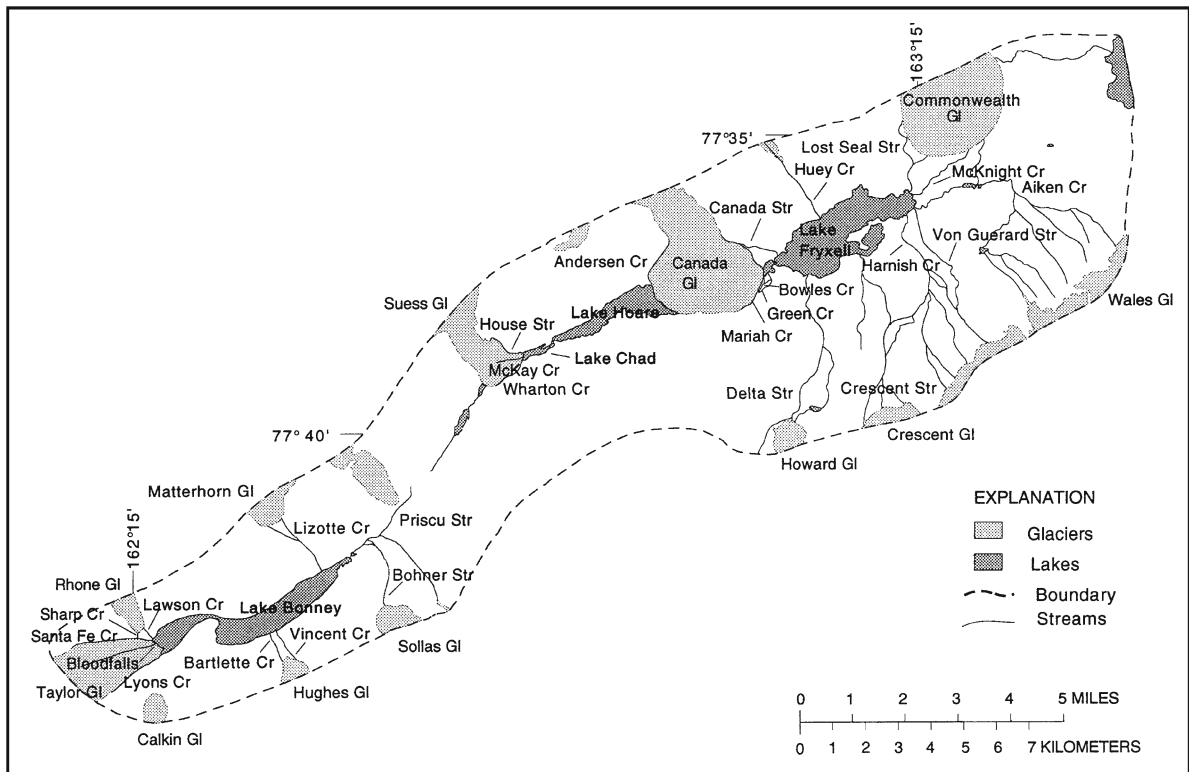 163°15'
Commonwealth
Gl
77°35'
Lost Seal Str
Huey Cr
McKnight Cr
Aiken Cr
Canada Str
Lake
Fryxell
Von Guerard Str
Harnish Cr
Andersen Cr
Canada
Gl
Bowles Cr
Green Cr
Mariah Cr
Wales Gl
Suess Gl
House Str
Lake Hoare
Lake Chad
McKay Cr
Wharton Cr
Delta Str
Crescent Str
Crescent Gl
Howard Gl
77° 40'
Matterhorn Gl
Lizotte Cr
Priscu Str
162°15'
Bohner Str
Rhone Gl
Sharp Cr
Lawson Cr
Lake Bonney
Santa Fe Cr
Vincent Cr
Sollas Gl
Bloodfalls
Bartlette Cr
Taylor Gl
Lyons Cr
Hughes Gl
Calkin Gl
EXPLANATION
Glaciers
Lakes
Boundary
Streams
0 1 2 3 4 5 MILES
0 1 2 3 4 5 6 7 KILOMETERS